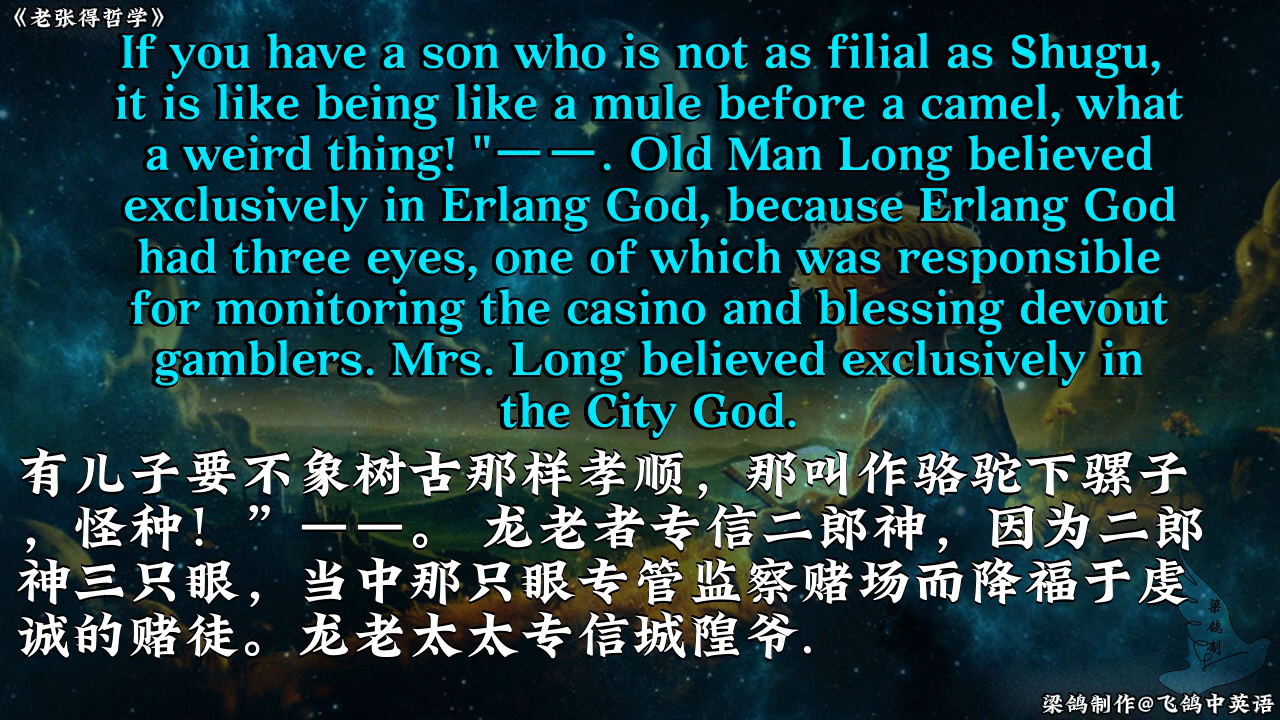 《老张得哲学》
If you have a son who is not as filial as Shugu,
it is like being like a mule before a camel, what
a weird thing! "——. Old Man Long believed
exclusively in Erlang God, because Erlang God
had three eyes, one of which was responsible
for monitoring the casino and blessing devout
gamblers. Mrs. Long believed exclusively in
the City God.
有儿子要不象树古那样孝顺，那叫作骆驼下骡子
，怪种！”——。 龙老者专信二郎神，因为二郎
神三只眼，当中那只眼专管监察赌场而降福于虔
诚的赌徒。龙老太太专信城隍爷.
梁鸽制
梁鸽制作@飞鸽中英语